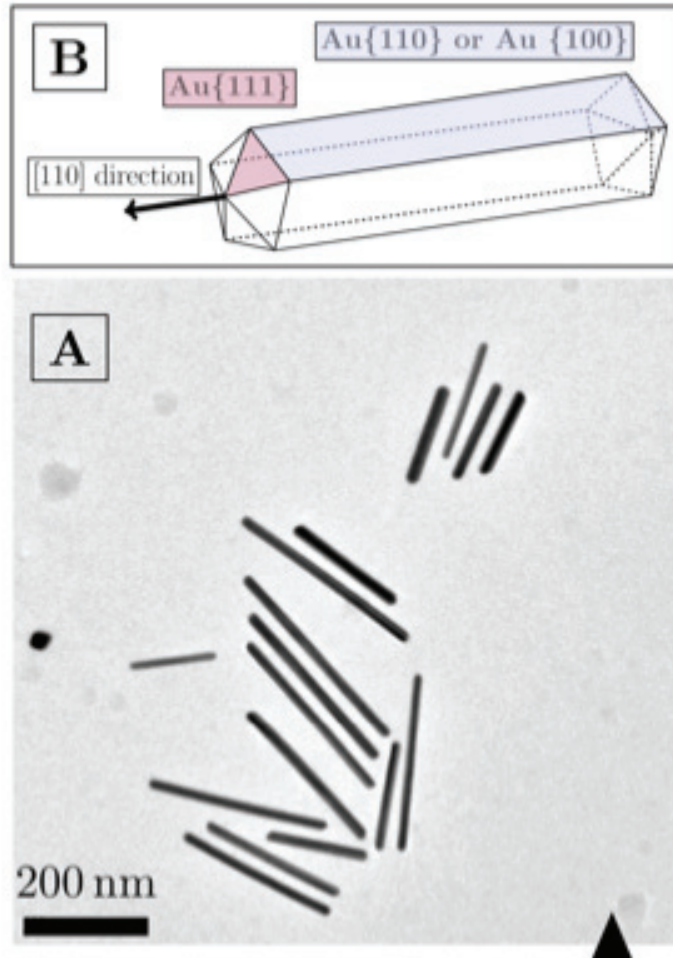 B
Au{110} or Au {100}
Au{111}
[110] direction
A
200 nm